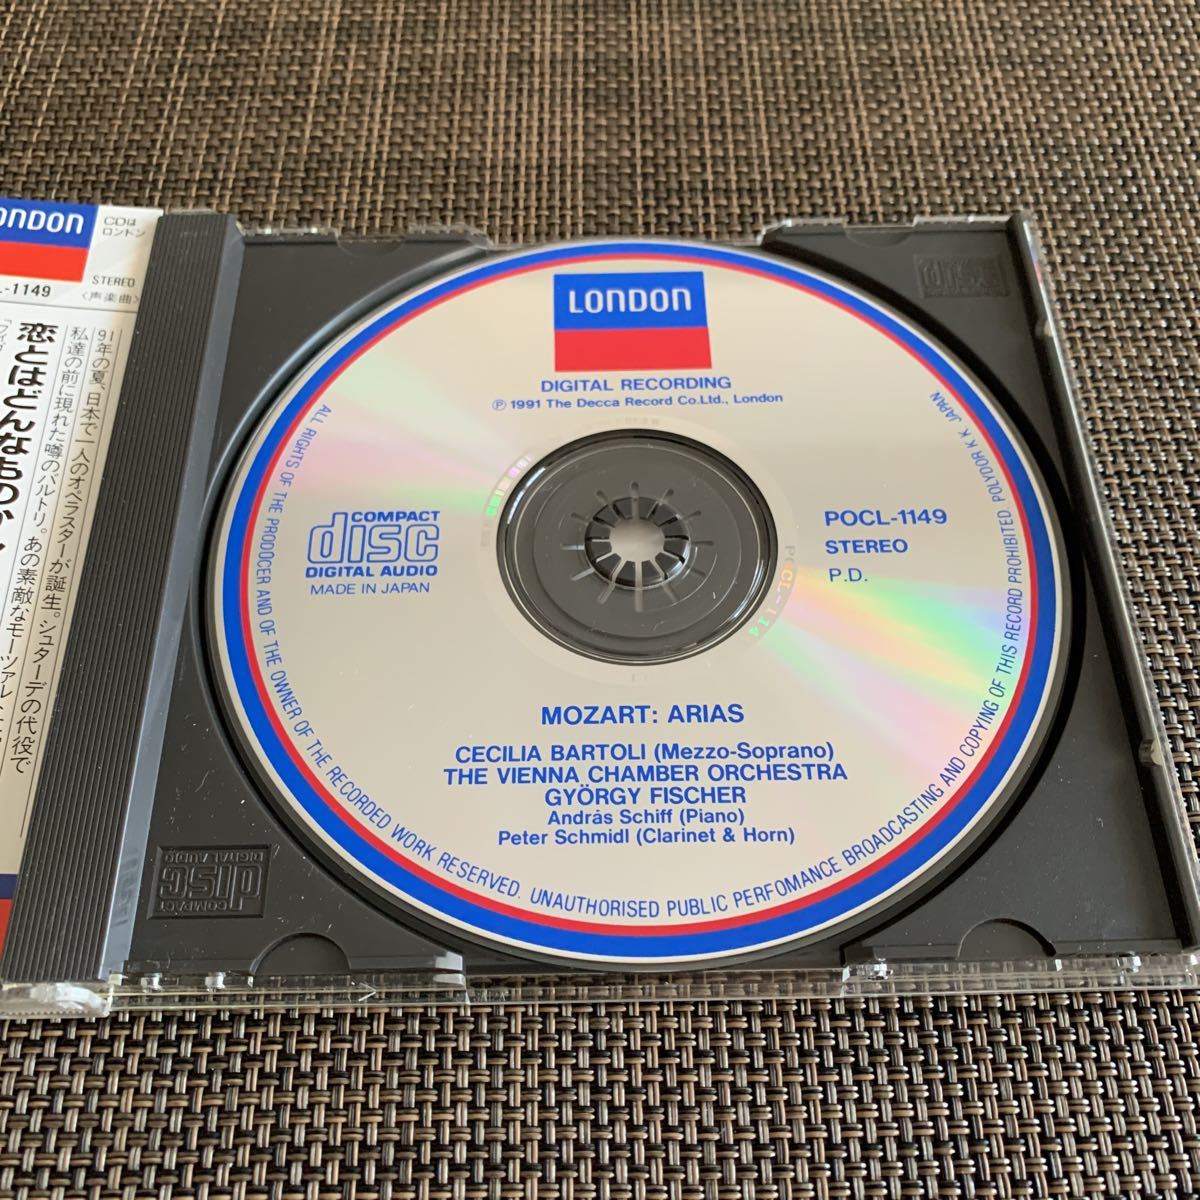 LONDON
CDは
ロンドン
-1149
STEREO
〈声楽曲〉
91年の夏、日本で一人のオペラスターが誕生。シュターデの代役で
私達の前に現れた噂のバルトリ。あの素敵なモーツァルト
恋とはどんなものか
LONDON
DIGITAL RECORDING
Ⓟ 1991 The Decca Record Co.Ltd., London
COMPACT
disc
DIGITAL AUDIO
MADE IN JAPAN
POCL-1149
STEREO
P.D.
MOZART: ARIAS
CECILIA BARTOLI (Mezzo-Soprano)
THE VIENNA CHAMBER ORCHESTRA
GYÖRGY FISCHER
András Schiff (Piano)
Peter Schmidl (Clarinet & Horn)
ALL RIGHTS OF THE PRODOCER AND OF THE OWNER OF THE RECORDED WORK RESERVED. UNAUTHORISED PUBLIC PERFOMANCE BROADCASTING AND COPYING OF THIS RECORD PROHIBITED. POLYDOR K.K. JAPAN
COMPACT
disc
DIGITAL AUDIO